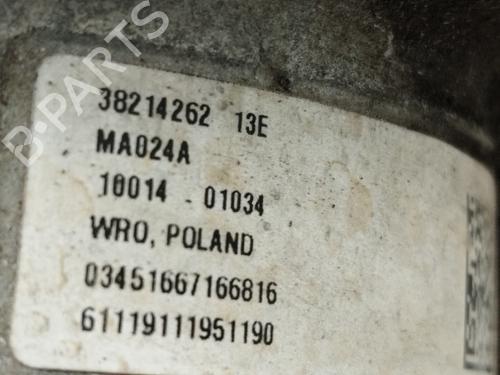 B-PARTS
38214262 13E
MA024A
10014 - 01034
WRO, POLAND
03451667166816
61119111951190